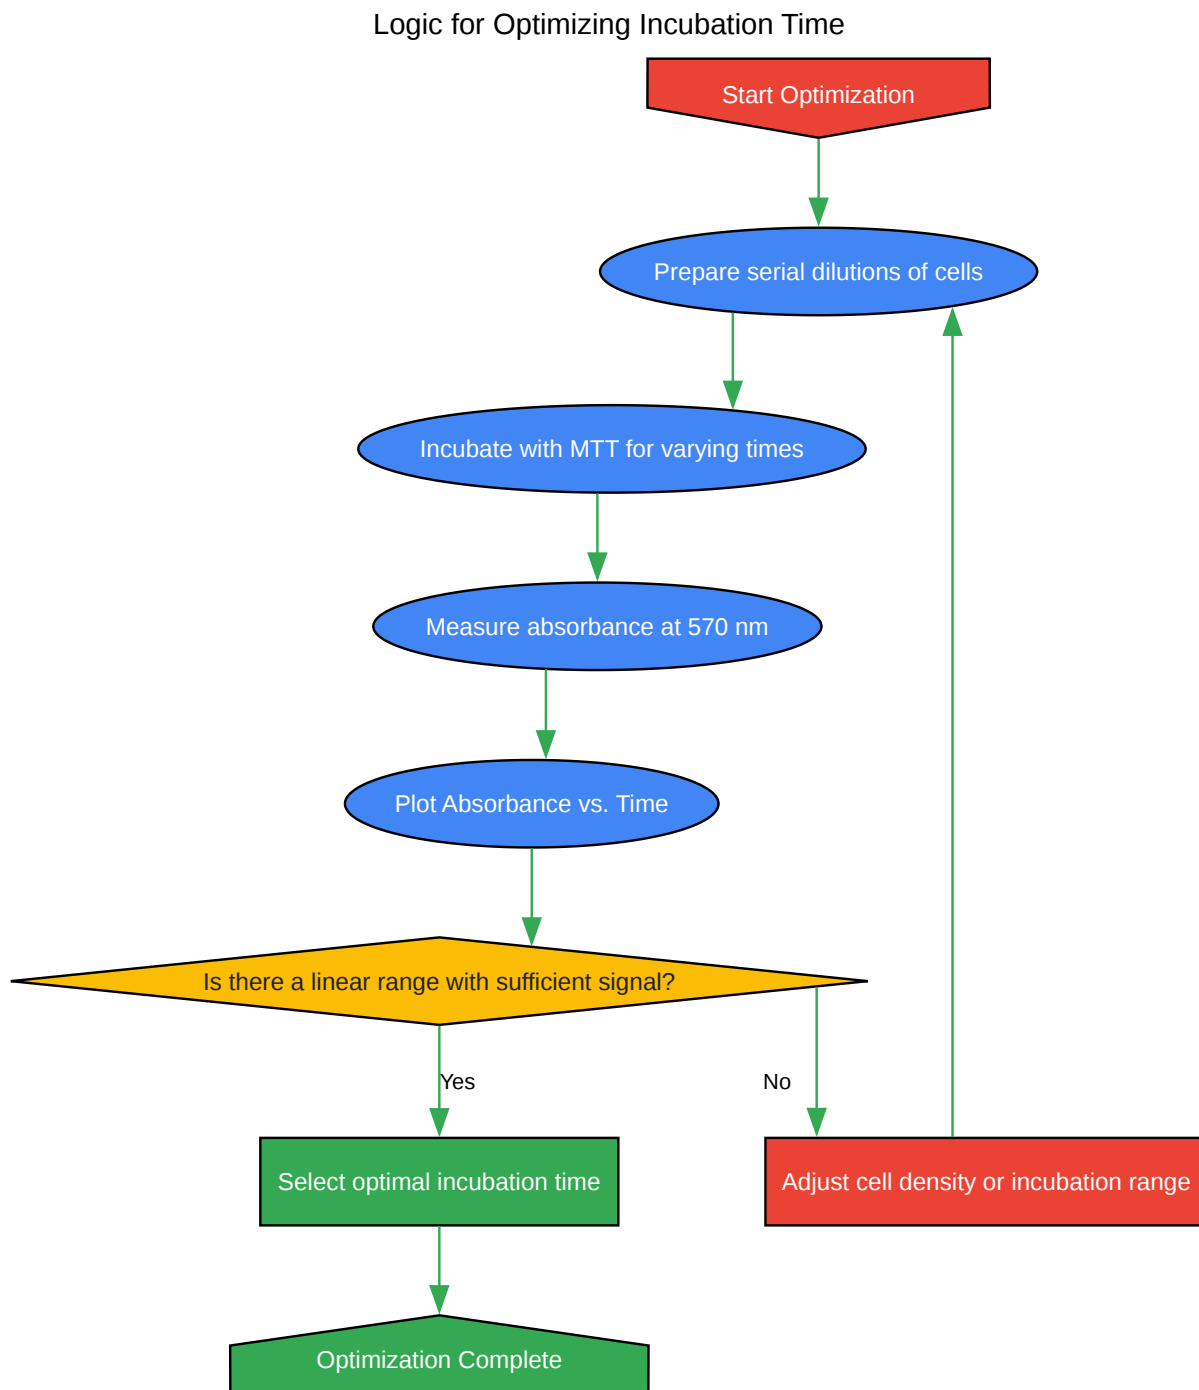 Logic for Optimizing Incubation Time
Start Optimization
Prepare serial dilutions of cells
Incubate with MTT for varying times
Measure absorbance at 570 nm
Plot Absorbance vs. Time
Is there a linear range with sufficient signal?
Yes
No
Select optimal incubation time
Adjust cell density or incubation range
Optimization Complete